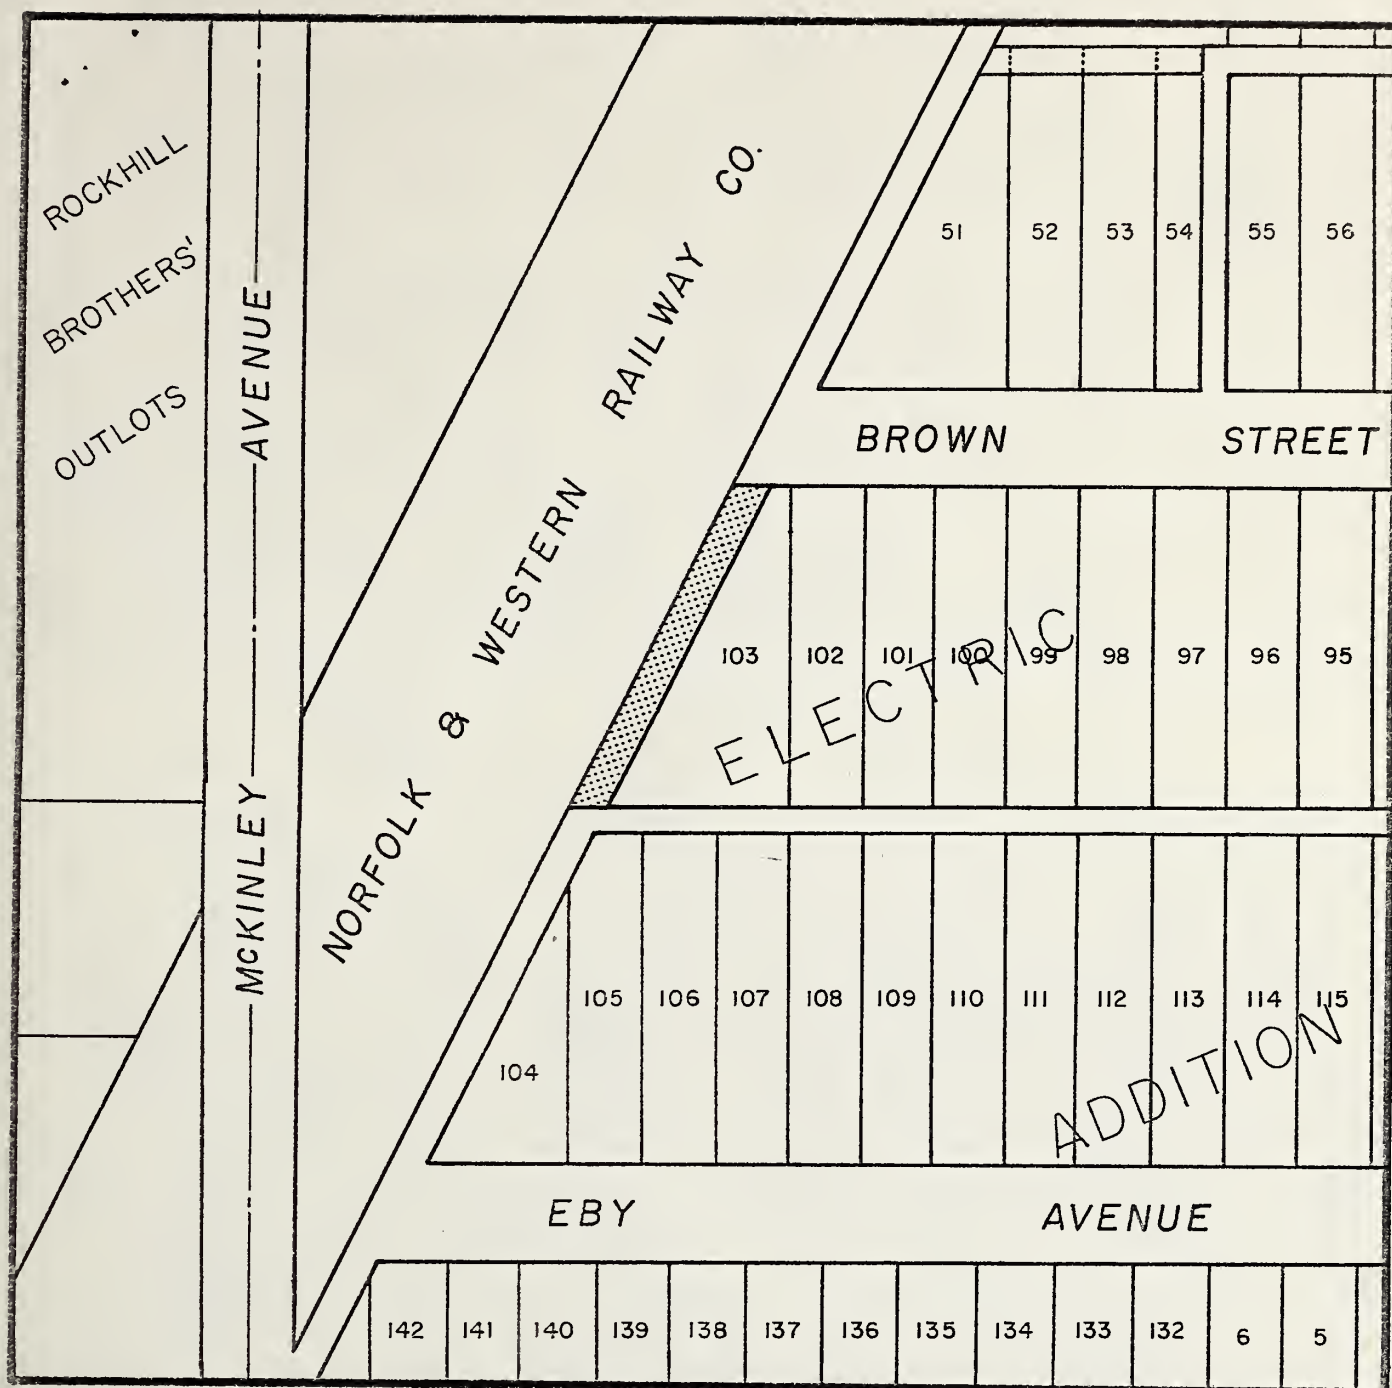 ROCKHILL
BROTHERS'
OUTLOTS
McKINLEY AVENUE
NORFOLK & WESTERN RAILWAY CO.
51 52 53 54 55 56
BROWN STREET
103 102 101 100 99 98 97 96 95
ELECTRIC
104 105 106 107 108 109 110 111 112 113 114 115
ADDITION
EBY AVENUE
142 141 140 139 138 137 136 135 134 133 132 6 5